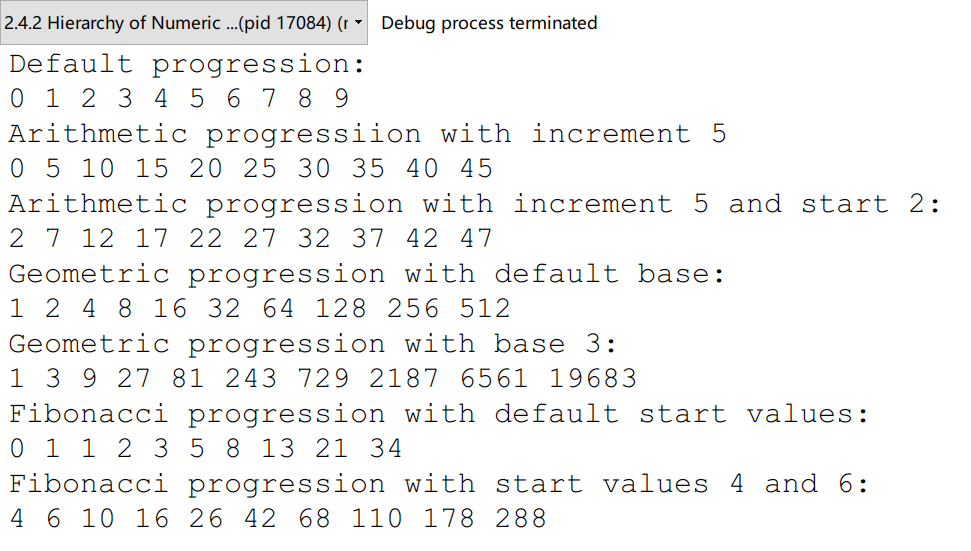 2.4.2 Hierarchy of Numeric ...(pid 17084) (r Debug process terminated
Default progression:
0 1 2 3 4 5 6 7 8 9
Arithmetic progressiion with increment 5
0 5 10 15 20 25 30 35 40 45
Arithmetic progression with increment 5 and start 2:
2 7 12 17 22 27 32 37 42 47
Geometric progression with default base:
1 2 4 8 16 32 64 128 256 512
Geometric progression with base 3:
1 3 9 27 81 243 729 2187 6561 19683
Fibonacci progression with default start values:
0 1 1 2 3 5 8 13 21 34
Fibonacci progression with start values 4 and 6:
4 6 10 16 26 42 68 110 178 288